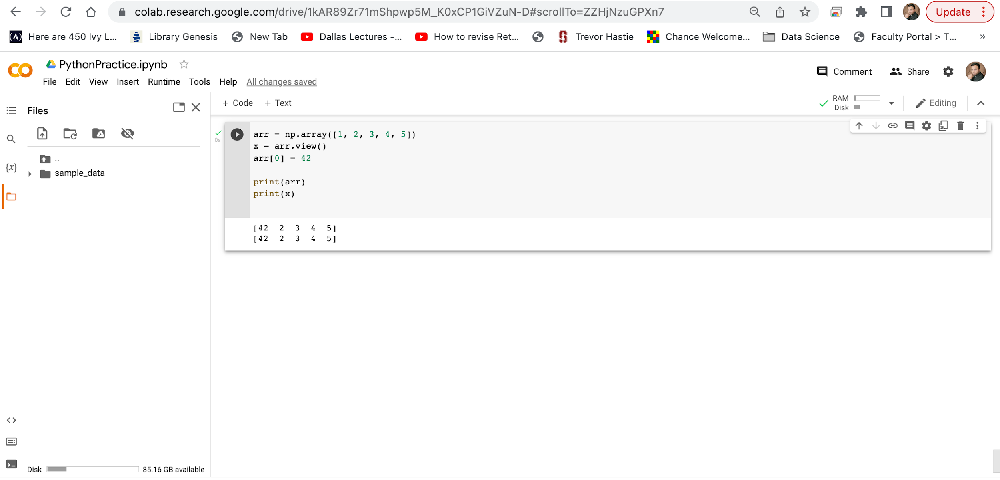 colab.research.google.com/drive/1kAR89Zr71mShpwp5M_K0xCP1GiVZuN-D#scrollTo=ZZHjNzuGPXn7
Update
Here are 450 Ivy L...
Library Genesis
New Tab
Dallas Lectures -...
How to revise Ret...
Trevor Hastie
Chance Welcome...
Data Science
Faculty Portal > T...
»
PythonPractice.ipynb
File Edit View Insert Runtime Tools Help All changes saved
Comment
Share
Files
+ Code + Text
RAM
Disk
Editing
{x}
..
sample_data
0s
arr = np.array([1, 2, 3, 4, 5])
x = arr.view()
arr[0] = 42
print(arr)
print(x)
[42 2 3 4 5]
[42 2 3 4 5]
Disk 85.16 GB available